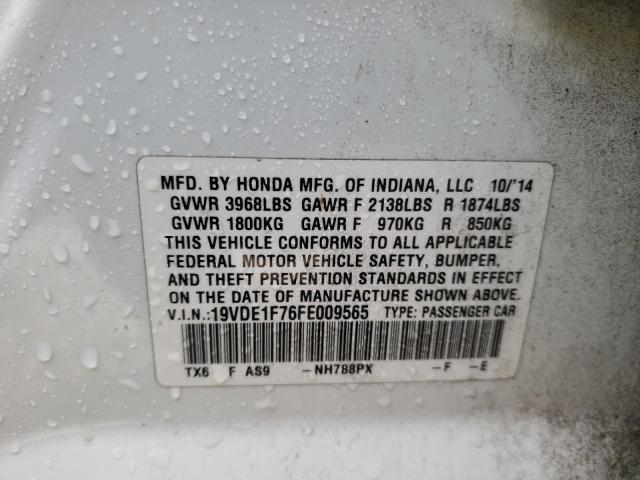 MFD. BY HONDA MFG. OF INDIANA, LLC 10/'14
GVWR 3968LBS GAWR F 2138LBS R 1874LBS
GVWR 1800KG GAWR F 970KG R 850KG
THIS VEHICLE CONFORMS TO ALL APPLICABLE
FEDERAL MOTOR VEHICLE SAFETY, BUMPER,
AND THEFT PREVENTION STANDARDS IN EFFECT
ON THE DATE OF MANUFACTURE SHOWN ABOVE.
V.I.N.:19VDE1F76FE009565 TYPE: PASSENGER CAR
TX6 F AS9 -NH788PX -F -E